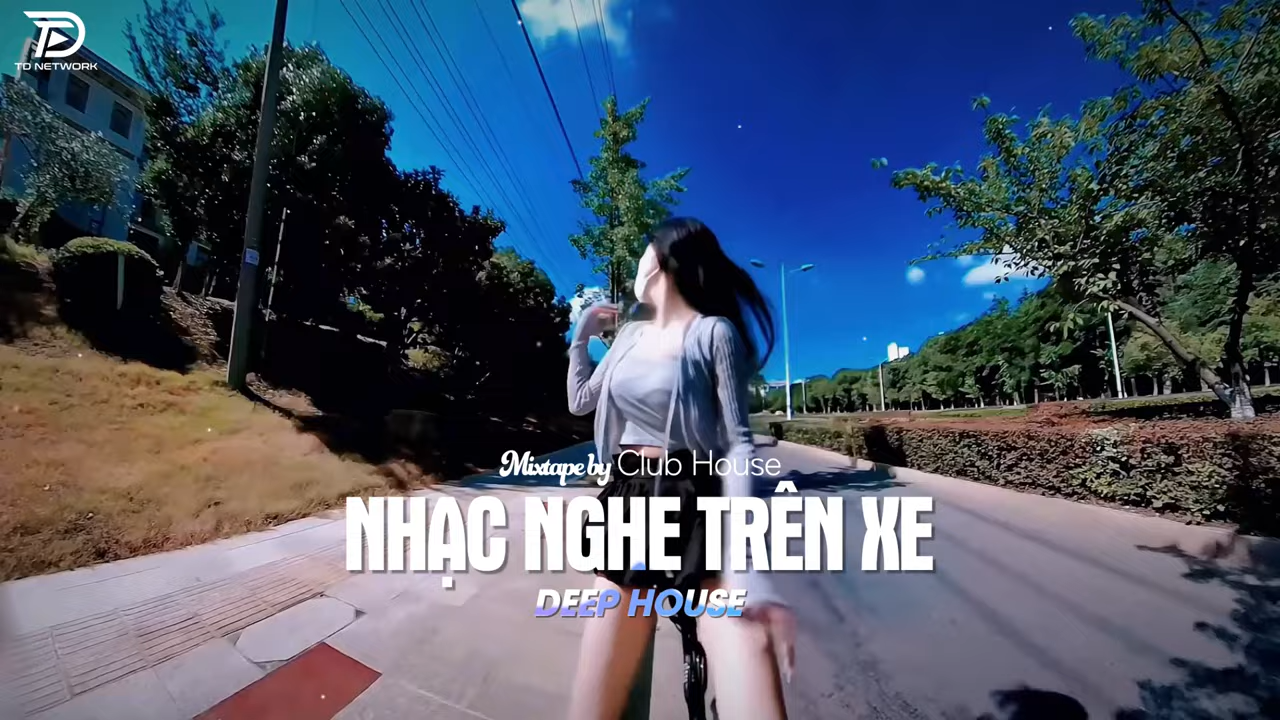 TD NETWORK
Mixtape by Club House
NHẠC NGHE TRÊN XE
DEEP HOUSE